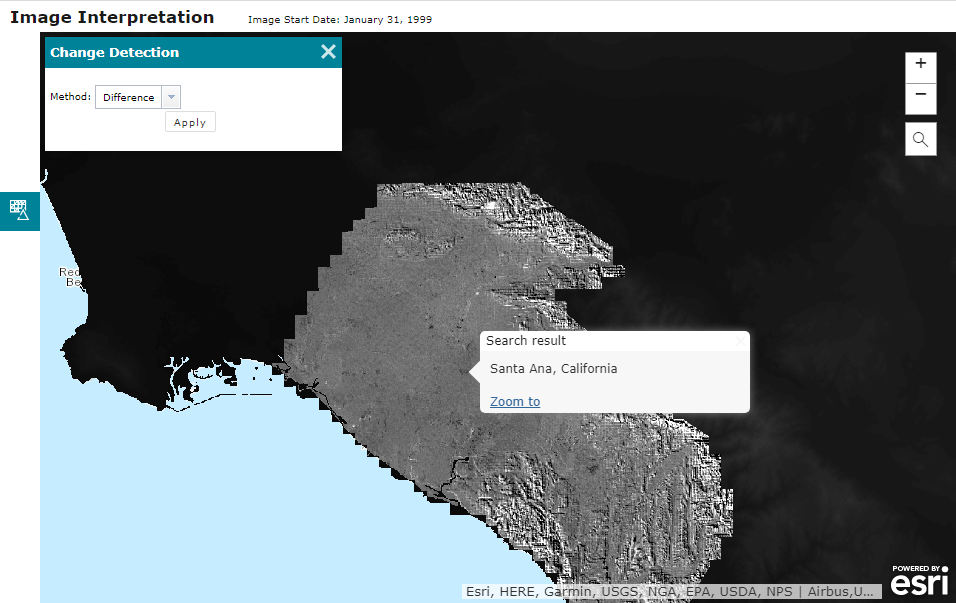 Image Interpretation
Image Start Date: January 31, 1999
Change Detection
Method: Difference
Apply
+
−
Red
Be
Search result
Santa Ana, California
Zoom to
Esri, HERE, Garmin, USGS, NGA, EPA, USDA, NPS | Airbus,U...
POWERED BY
esri